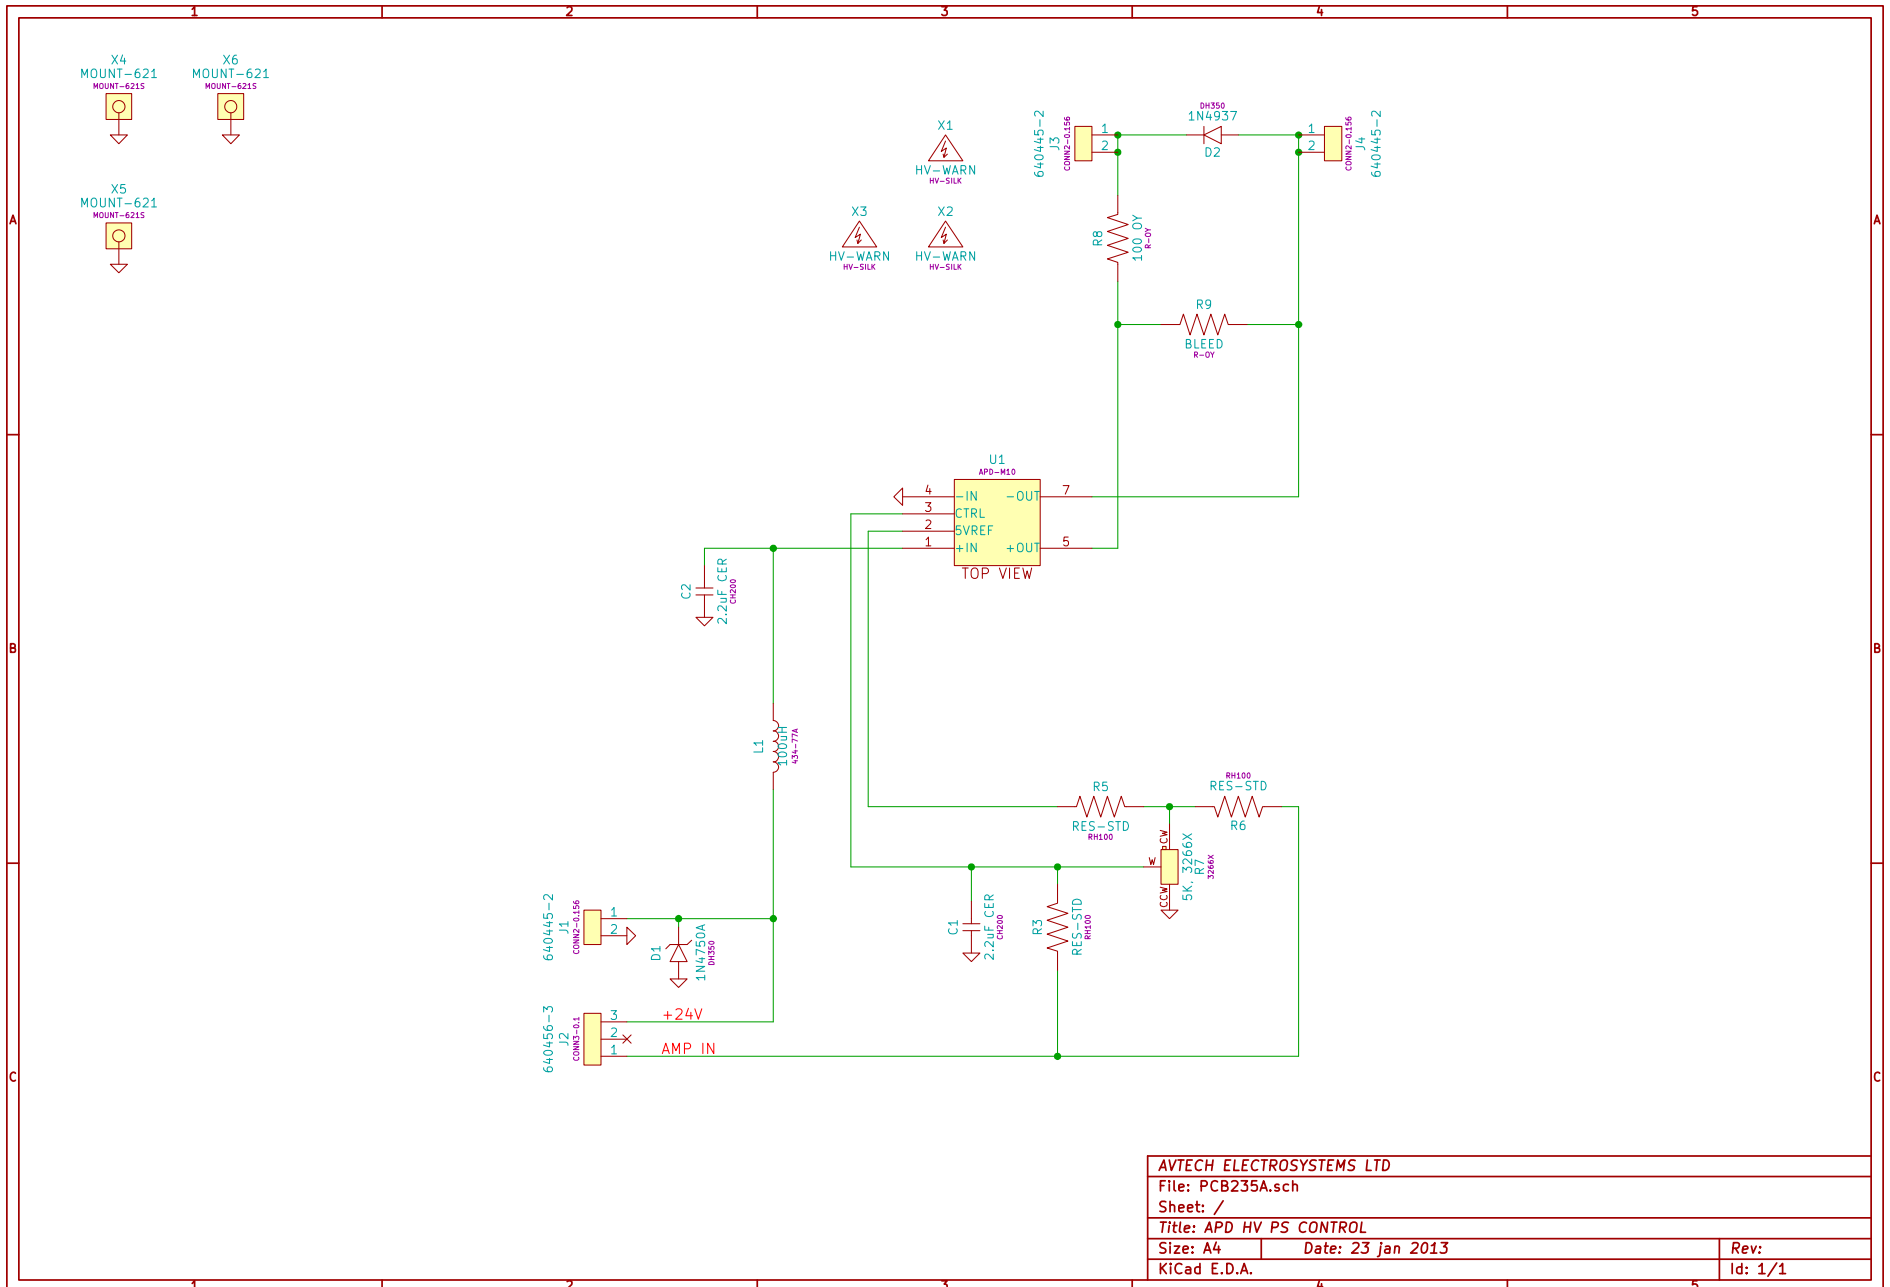 1 2 3 4 5
A
B
C
A
B
C
X4
MOUNT-621
MOUNT-621S
X6
MOUNT-621
MOUNT-621S
X5
MOUNT-621
MOUNT-621S
X1
HV-WARN
HV-SILK
X3
HV-WARN
HV-SILK
X2
HV-WARN
HV-SILK
640445-2
J3
CONN2-0.156
1
2
DH350
1N4937
D2
1
2
CONN2-0.156
J4
640445-2
R8
100 OY
R-OY
R9
BLEED
R-OY
U1
APD-M10
4 -IN -OUT 7
3 CTRL
2 5VREF
1 +IN +OUT 5
TOP VIEW
C2
2.2uF CER
CH200
L1
100uH
434-77A
R5
RES-STD
RH100
RH100
RES-STD
R6
CW
W
CCW
5K, 3266X
R7
3266X
C1
2.2uF CER
CH200
R3
RES-STD
RH100
640445-2
J1
CONN2-0.156
1
2
D1
1N4750A
DH350
640456-3
J2
CONN3-0.1
3 +24V
2
1 AMP IN
AVTECH ELECTROSYSTEMS LTD
File: PCB235A.sch
Sheet: /
Title: APD HV PS CONTROL
Size: A4 Date: 23 jan 2013 Rev:
KiCad E.D.A. Id: 1/1
1 2 3 4 5